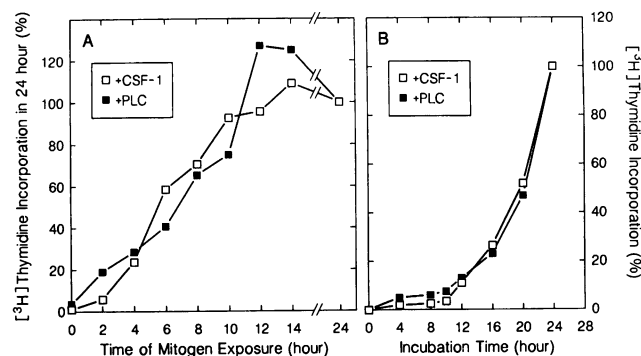 A
B
+CSF-1
+PLC
+CSF-1
+PLC
[³H] Thymidine Incorporation in 24 hour (%)
120
100
80
60
40
20
0
0 2 4 6 8 10 12 14 24
Time of Mitogen Exposure (hour)
120
100
80
60
40
20
0
0 4 8 12 16 20 24 28
Incubation Time (hour)
[³H] Thymidine Incorporation (%)